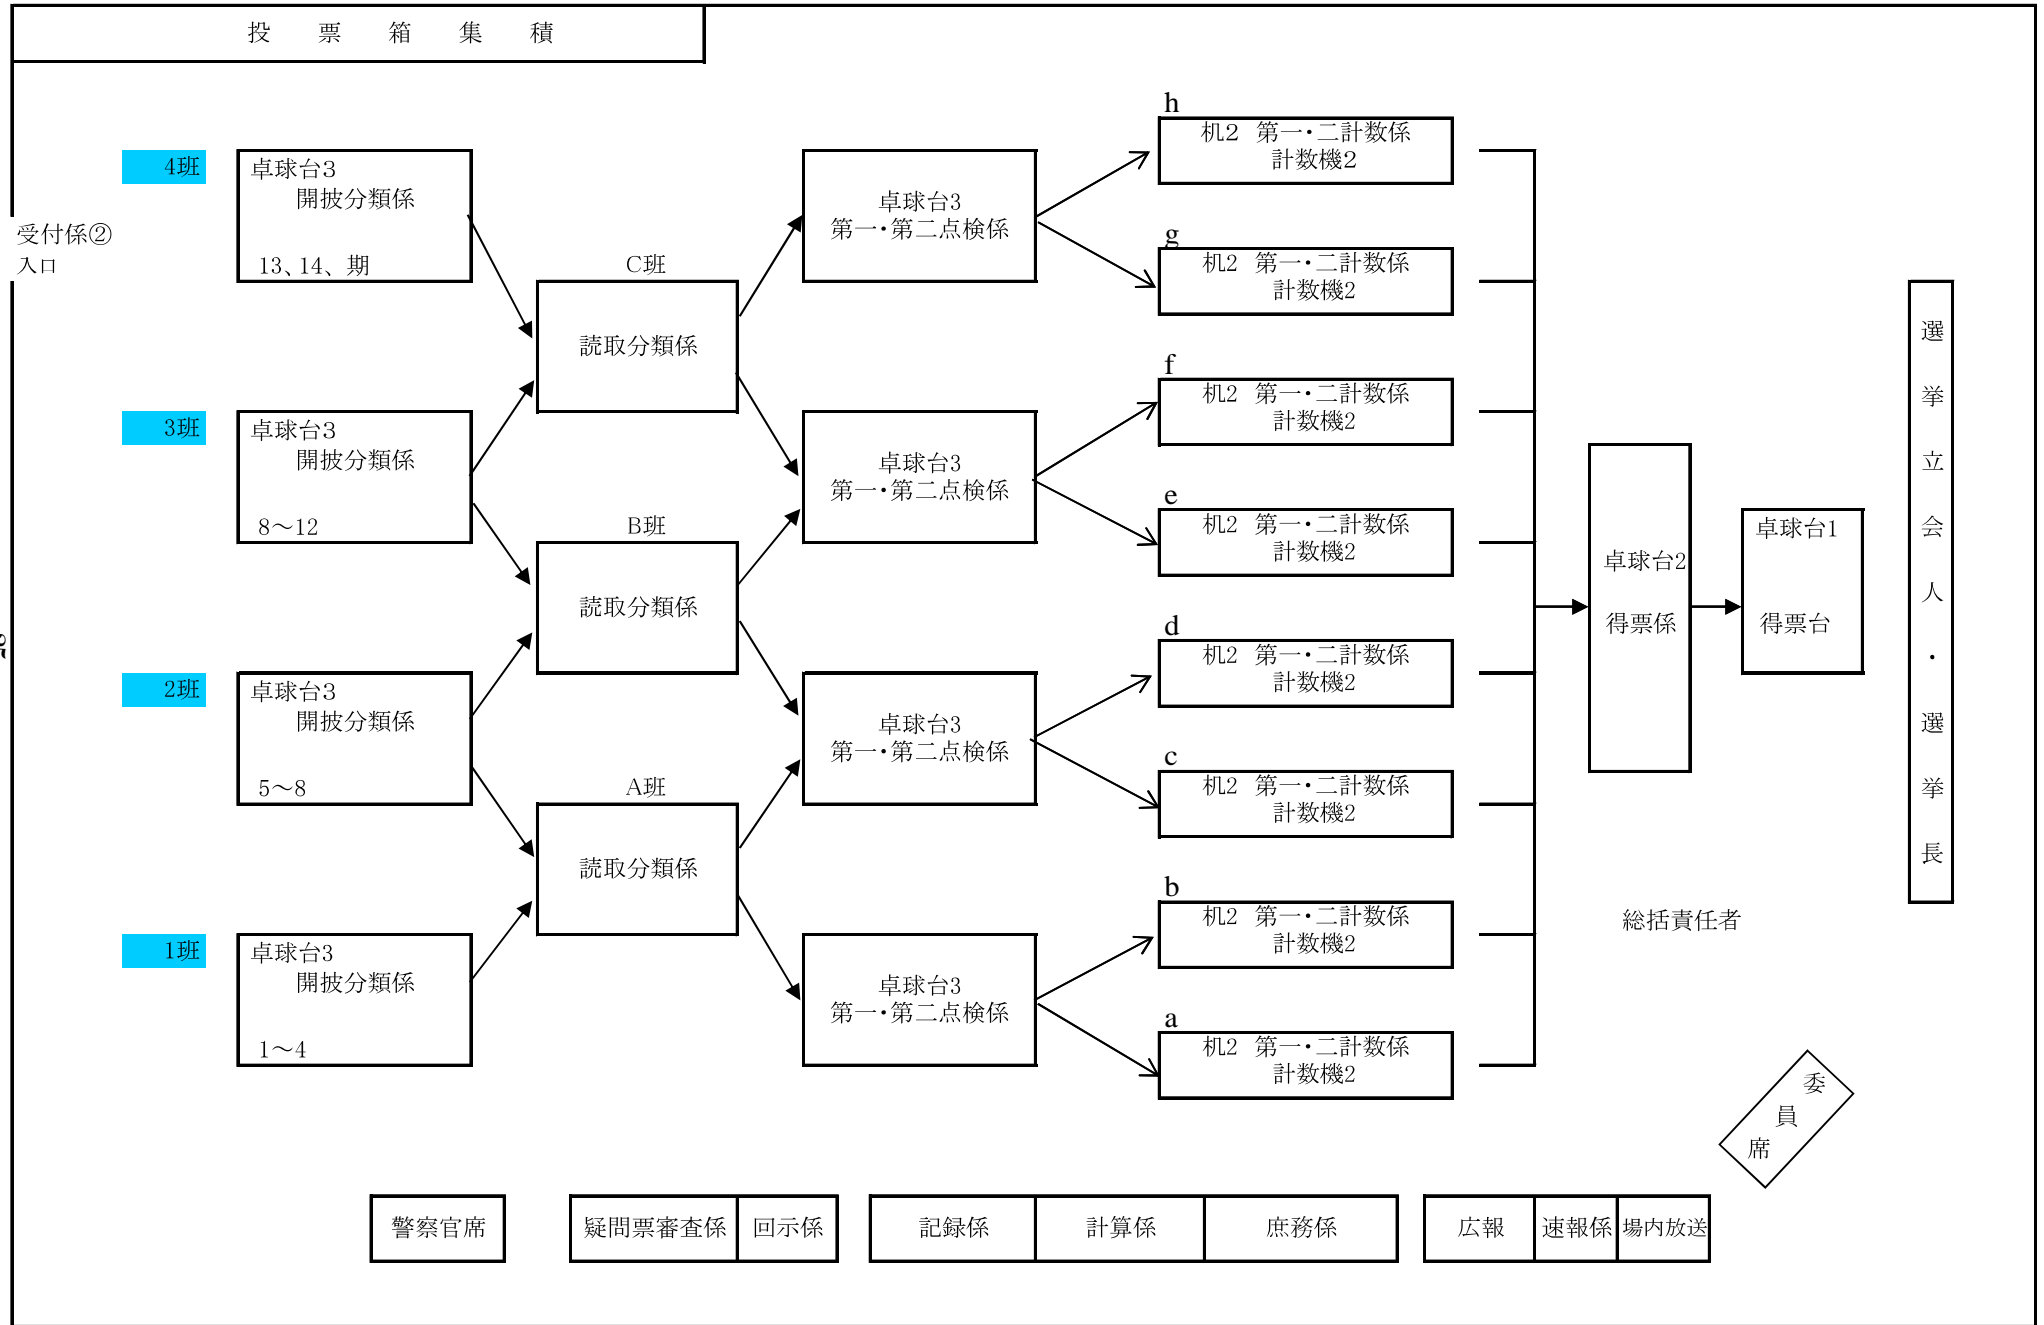 投 票 箱 集 積
受付係②
入口
4班
卓球台3
開披分類係
13、14、期
3班
卓球台3
開披分類係
8～12
2班
卓球台3
開披分類係
5～8
1班
卓球台3
開披分類係
1～4
C班
読取分類係
B班
読取分類係
A班
読取分類係
卓球台3
第一・第二点検係
卓球台3
第一・第二点検係
卓球台3
第一・第二点検係
卓球台3
第一・第二点検係
h
机2 第一・二計数係
計数機2
g
机2 第一・二計数係
計数機2
f
机2 第一・二計数係
計数機2
e
机2 第一・二計数係
計数機2
d
机2 第一・二計数係
計数機2
c
机2 第一・二計数係
計数機2
b
机2 第一・二計数係
計数機2
a
机2 第一・二計数係
計数機2
卓球台2
得票係
卓球台1
得票台
選挙立会人・選挙長
総括責任者
委員席
警察官席
疑問票審査係 回示係
記録係 計算係 庶務係
広報 速報係 場内放送